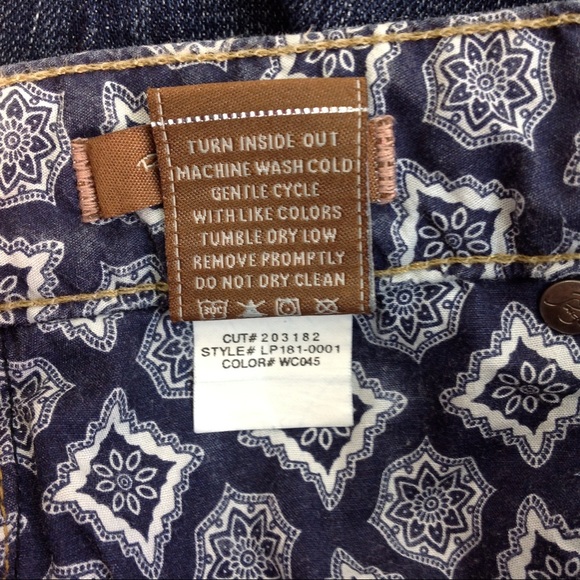 TURN INSIDE OUT
MACHINE WASH COLD
GENTLE CYCLE
WITH LIKE COLORS
TUMBLE DRY LOW
REMOVE PROMPTLY
DO NOT DRY CLEAN
30C
CUT# 203182
STYLE# LP181-0001
COLOR# WC045